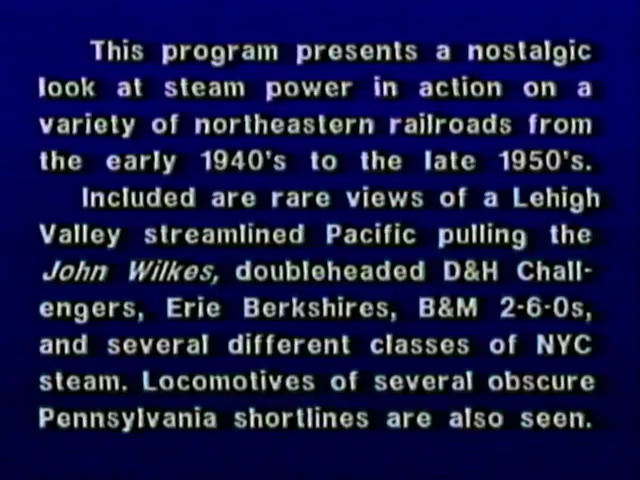 This program presents a nostalgic
look at steam power in action on a
variety of northeastern railroads from
the early 1940's to the late 1950's.
Included are rare views of a Lehigh
Valley streamlined Pacific pulling the
John Wilkes, doubleheaded D&H Chall-
engers, Erie Berkshires, B&M 2-6-0s,
and several different classes of NYC
steam. Locomotives of several obscure
Pennsylvania shortlines are also seen.